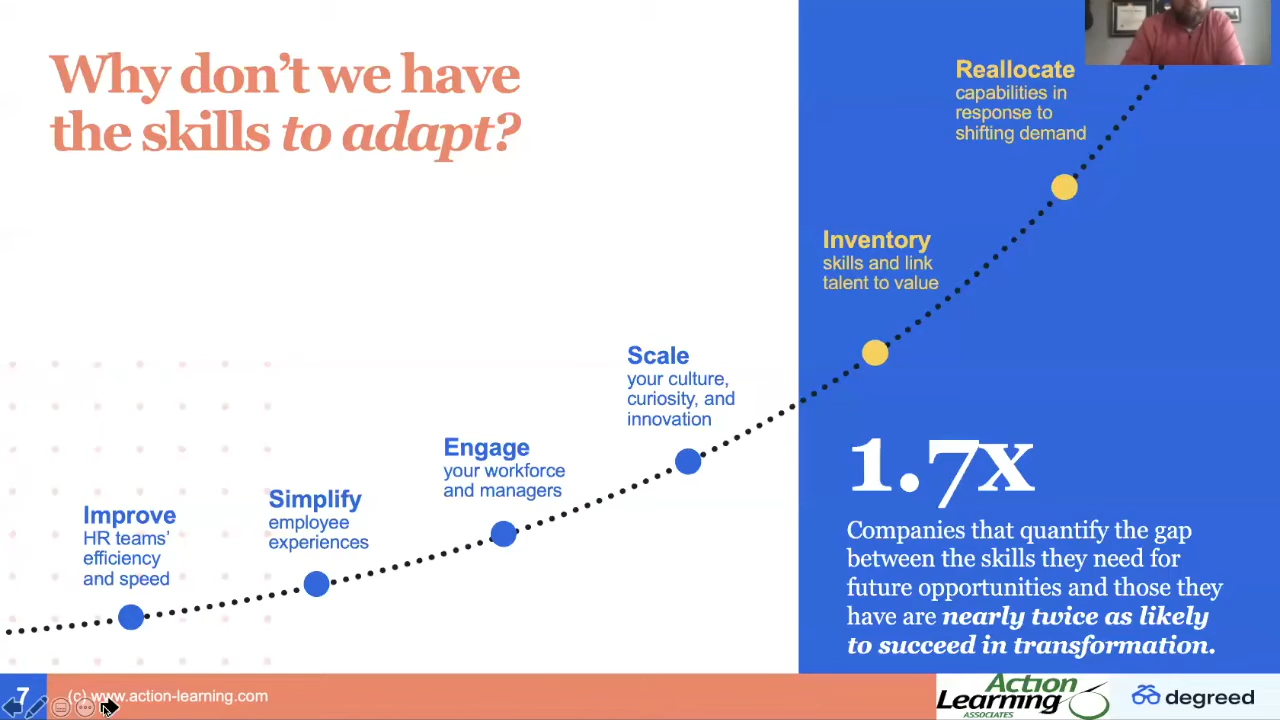 Why don’t we have
the skills to adapt?
Reallocate
capabilities in
response to
shifting demand
Inventory
skills and link
talent to value
Scale
your culture,
curiosity, and
innovation
Engage
your workforce
and managers
Simplify
employee
experiences
Improve
HR teams’
efficiency
and speed
1.7x
Companies that quantify the gap
between the skills they need for
future opportunities and those they
have are nearly twice as likely
to succeed in transformation.
7
(c) www.action-learning.com
Action
Learning
ASSOCIATES
degreed